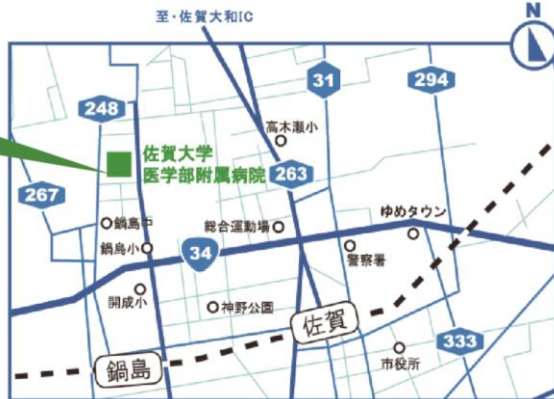 至・佐賀大和IC
N
31
294
248
高木瀬小
佐賀大学
医学部附属病院
263
267
鍋島中
総合運動場
ゆめタウン
鍋島小
34
警察署
開成小
神野公園
佐賀
333
鍋島
市役所